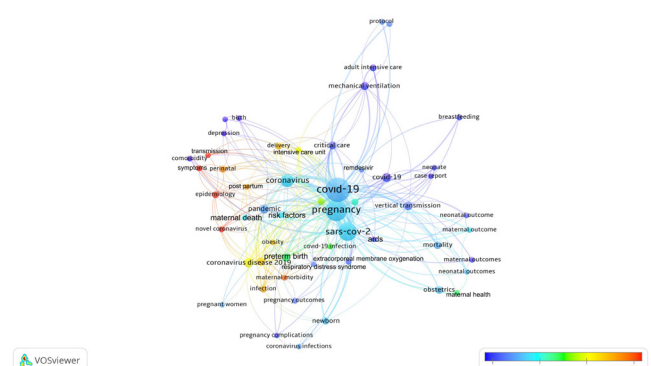 protocol
adult intensive care
mechanical ventilation
breastfeeding
birth
depression
delivery
critical care
intensive care unit
transmission
comorbidity
symptoms
perinatal
remdesivir
neonate
covid 19
case report
coronavirus
post partum
covid-19
epidemiology
pandemic
pregnancy
vertical transmission
maternal death
risk factors
neonatal outcome
novel coronavirus
sars-cov-2
maternal outcome
obesity
covid-19 infection
ards
mortality
preterm birth
extracorporeal membrane oxygenation
maternal outcomes
coronavirus disease 2019
respiratory distress syndrome
neonatal outcomes
maternal morbidity
infection
obstetrics
maternal health
pregnant women
pregnancy outcomes
newborn
pregnancy complications
coronavirus infections
VOSviewer